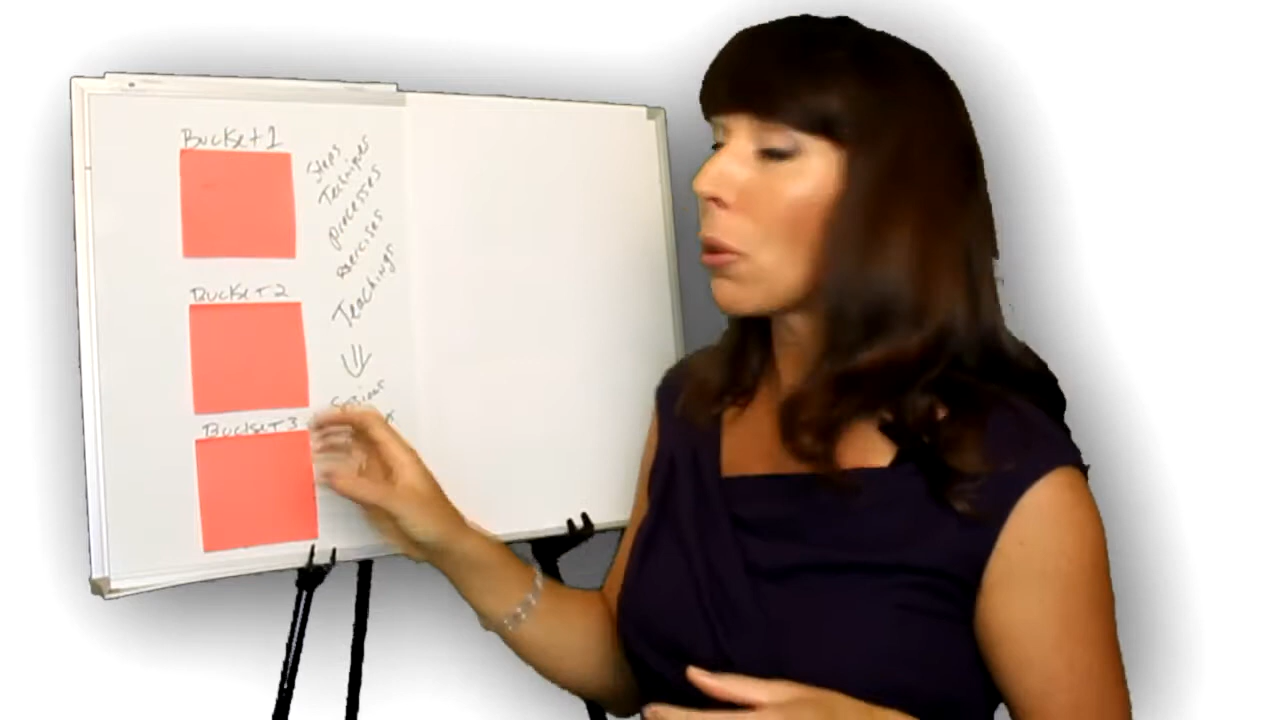 Bucket 1
Steps
Techniques
processes
exercises
Teachings
Bucket 2
Bucket 3